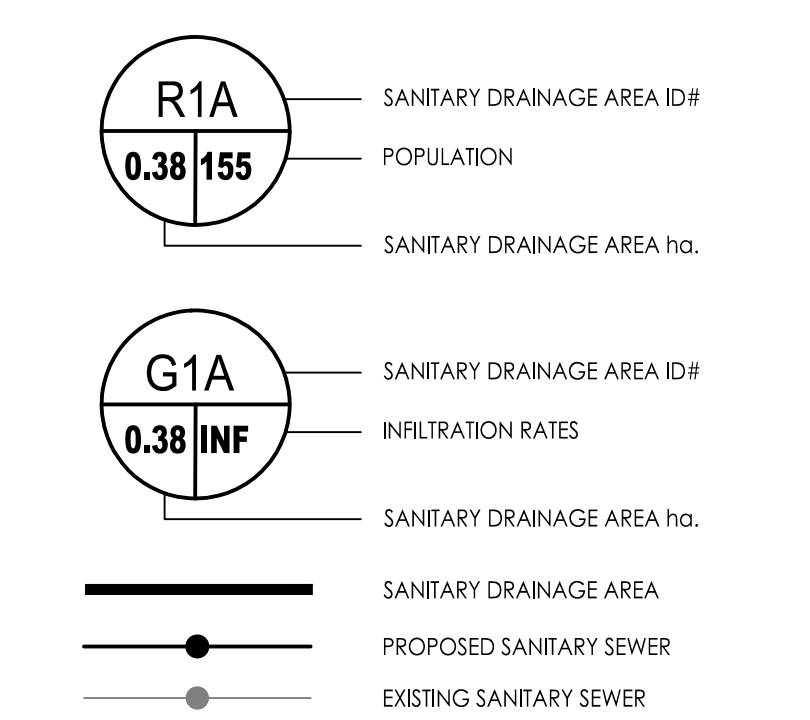 R1A
SANITARY DRAINAGE AREA ID#
0.38 155
POPULATION
SANITARY DRAINAGE AREA ha.
G1A
SANITARY DRAINAGE AREA ID#
0.38 INF
INFILTRATION RATES
SANITARY DRAINAGE AREA ha.
SANITARY DRAINAGE AREA
PROPOSED SANITARY SEWER
EXISTING SANITARY SEWER